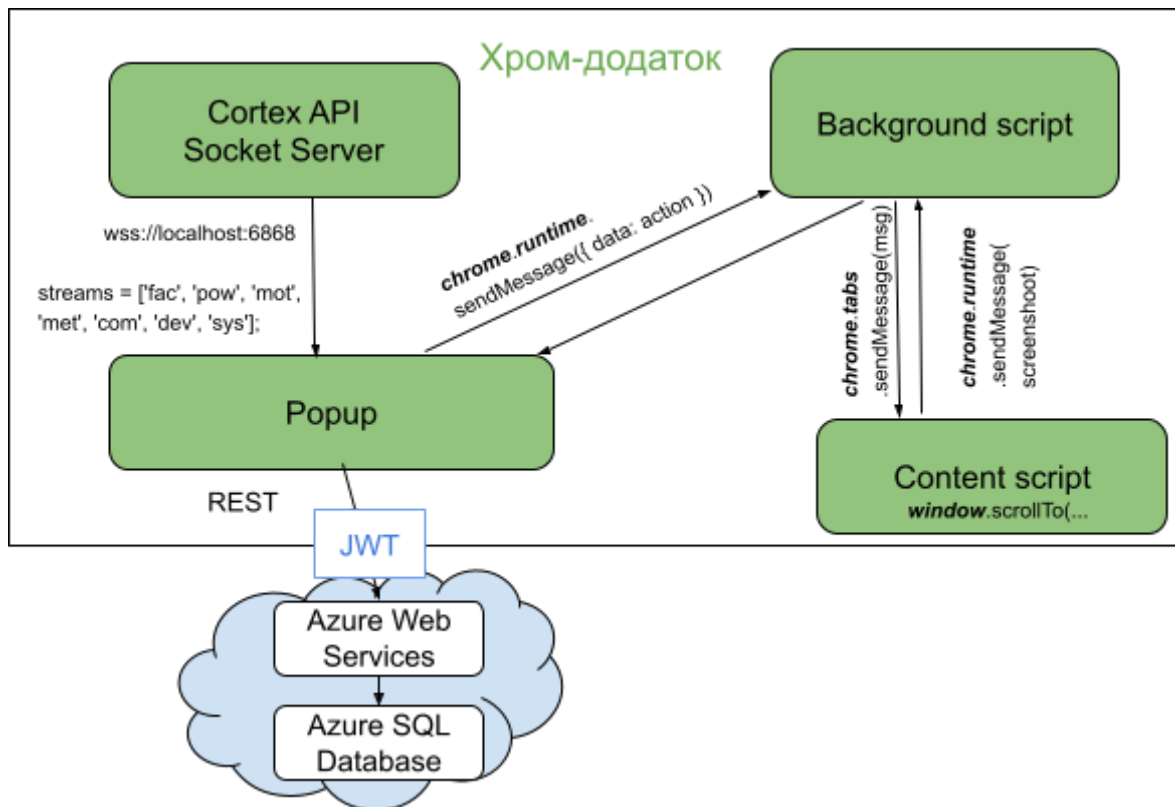 Хром-додаток
Cortex API
Socket Server
Background script
wss://localhost:6868
streams = ['fac', 'pow', 'mot',
'met', 'com', 'dev', 'sys'];
chrome.runtime.
sendMessage({ data: action })
chrome.tabs
.sendMessage(msg)
chrome.runtime
.sendMessage(
screenshoot)
Popup
Content script
window.scrollTo(...
REST
JWT
Azure Web
Services
Azure SQL
Database